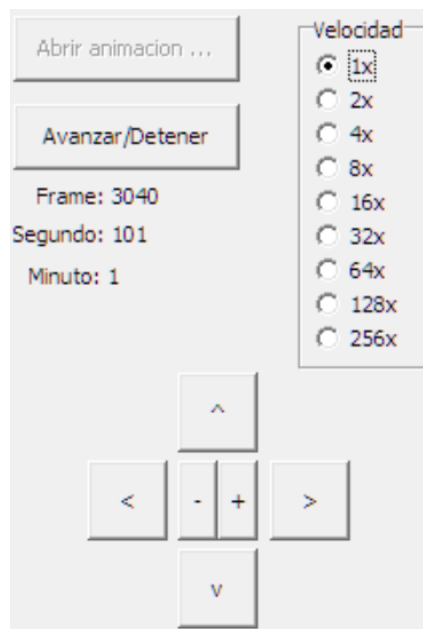 Abrir animacion ...
Avanzar/Detener
Frame: 3040
Segundo: 101
Minuto: 1
Velocidad
1x
2x
4x
8x
16x
32x
64x
128x
256x
^
< - + >
v